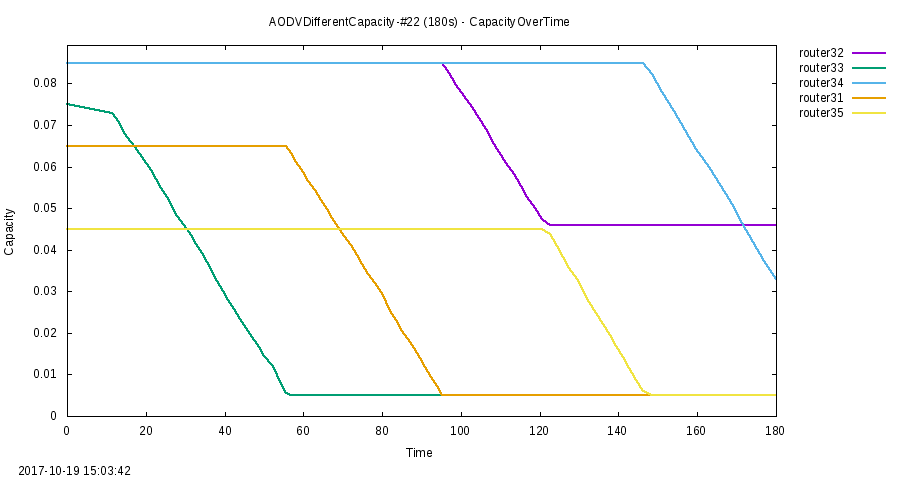 AODVDifferentCapacity-#22 (180s) - CapacityOverTime
router32
router33
router34
router31
router35
0.08
0.07
0.06
0.05
0.04
0.03
0.02
0.01
0
Capacity
0 20 40 60 80 100 120 140 160 180
Time
2017-10-19 15:03:42